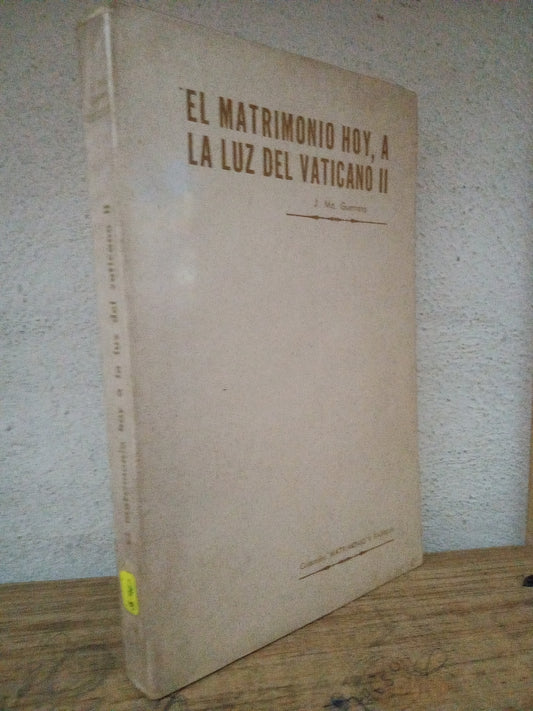 EL MATRIMONIO HOY, A
LA LUZ DEL VATICANO II
J. Ma. Guerrero
El matrimonio hoy a la luz del vaticano II